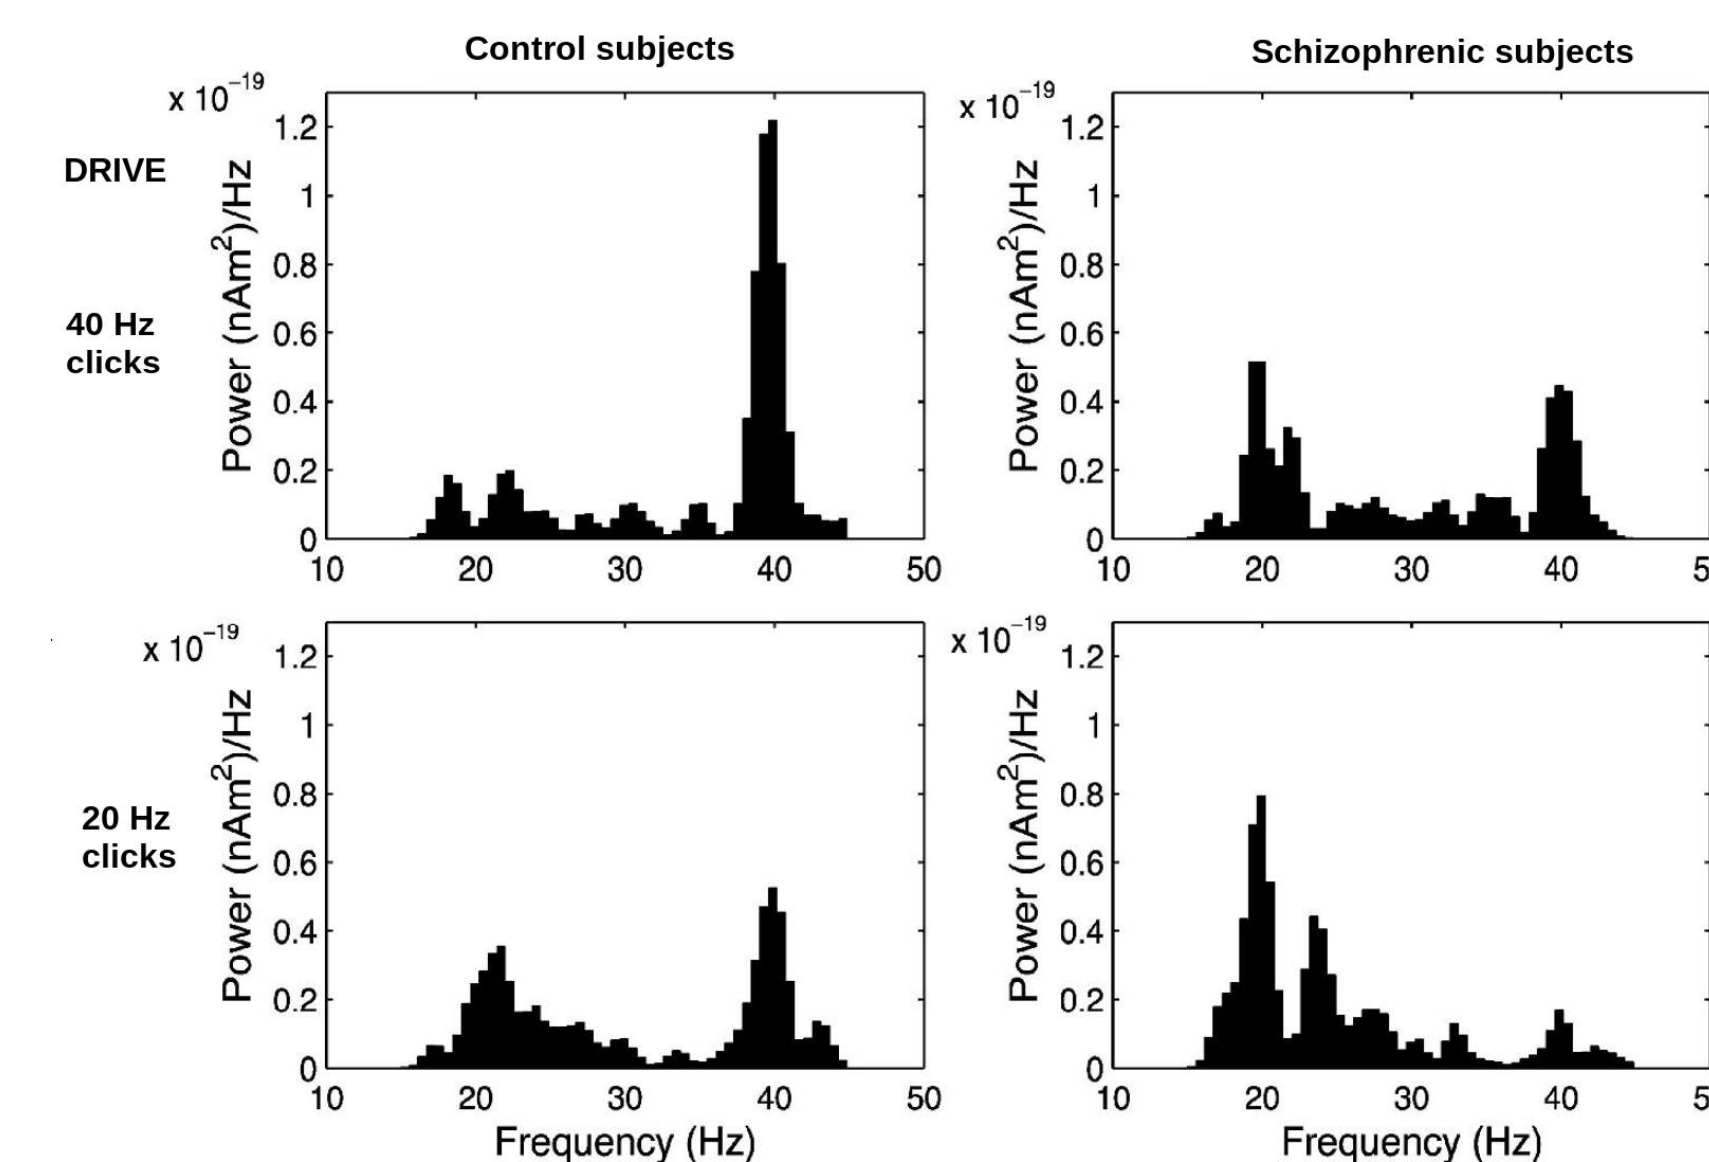 Control subjects
Schizophrenic subjects
x 10−19
x 10−19
DRIVE
40 Hz
clicks
Power (nAm2)/Hz
1.2
1
0.8
0.6
0.4
0.2
0
10 20 30 40 50
Power (nAm2)/Hz
1.2
1
0.8
0.6
0.4
0.2
0
10 20 30 40 5
x 10−19
x 10−19
20 Hz
clicks
Power (nAm2)/Hz
1.2
1
0.8
0.6
0.4
0.2
0
10 20 30 40 50
Frequency (Hz)
Power (nAm2)/Hz
1.2
1
0.8
0.6
0.4
0.2
0
10 20 30 40 5
Frequency (Hz)